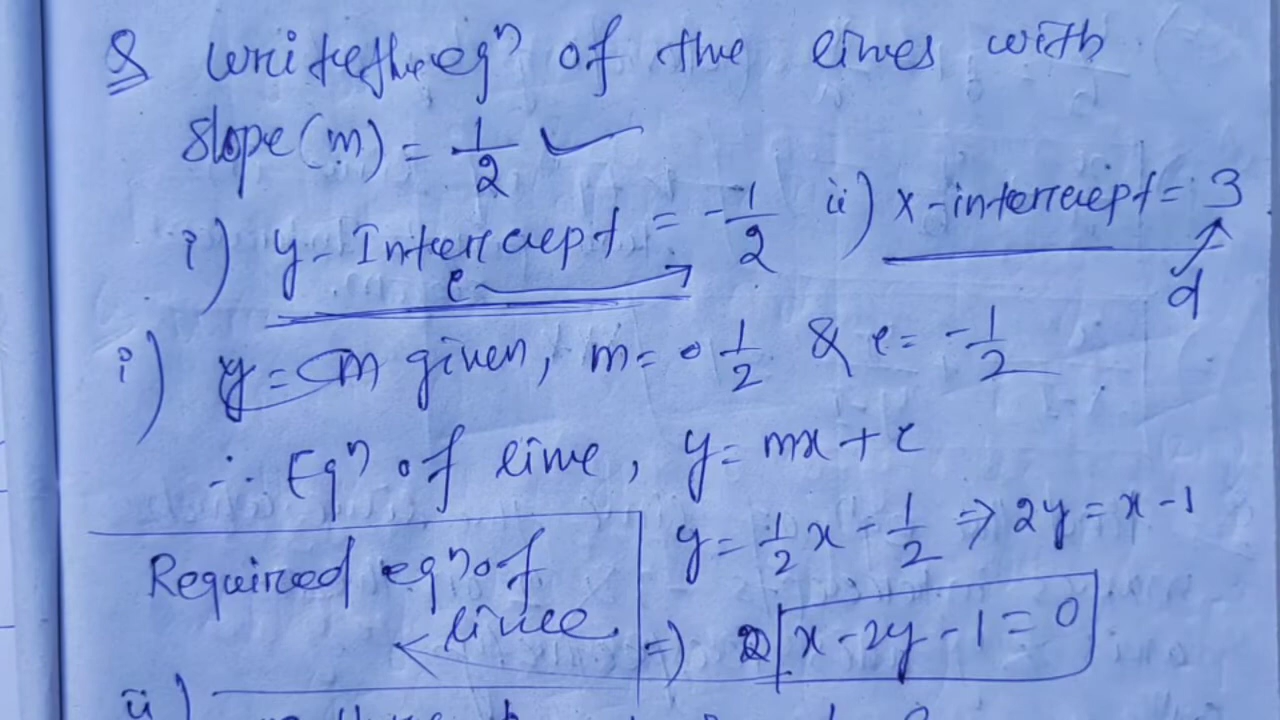 Q write the eqⁿ of the lines with
slope(m) = 1/2 ✓
i) y-Intercept = -1/2 ii) x-intercept = 3
c d
i) y= m given, m= 1/2 & c= -1/2
∴ Eqⁿ of line, y= mx+c
y= 1/2 x - 1/2 ⇒ 2y = x-1
Required eqⁿ of
line
⇒ x-2y-1=0
ii)